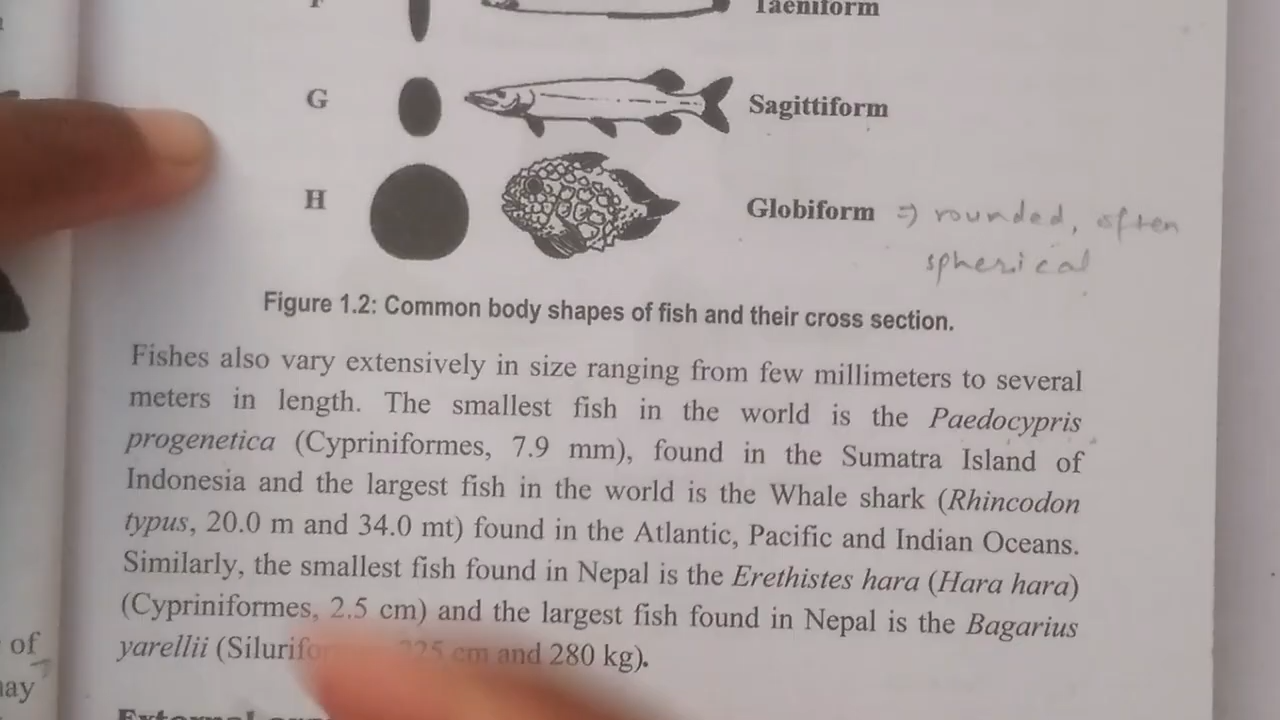 Taeniform
G Sagittiform
H Globiform => rounded, often
spherical
Figure 1.2: Common body shapes of fish and their cross section.
Fishes also vary extensively in size ranging from few millimeters to several
meters in length. The smallest fish in the world is the Paedocypris
progenetica (Cypriniformes, 7.9 mm), found in the Sumatra Island of
Indonesia and the largest fish in the world is the Whale shark (Rhincodon
typus, 20.0 m and 34.0 mt) found in the Atlantic, Pacific and Indian Oceans.
Similarly, the smallest fish found in Nepal is the Erethistes hara (Hara hara)
(Cypriniformes, 2.5 cm) and the largest fish found in Nepal is the Bagarius
yarellii cm and 280 kg).
of